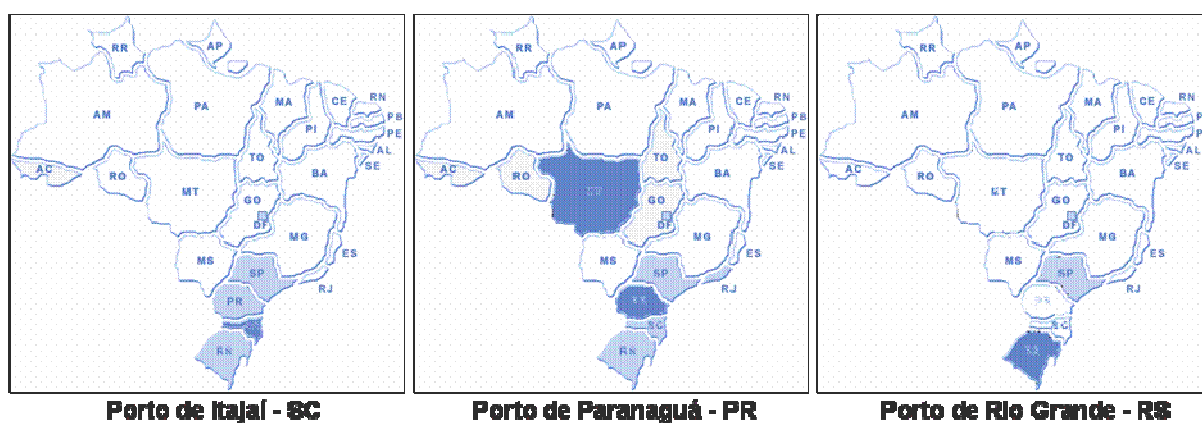 RR
AP
AM
PA
MA
CE
RN
PB
PE
PI
AL
SE
AC
RO
TO
BA
MT
GO
DF
MG
ES
MS
SP
RJ
PR
RS
Porto de Itajaí - SC
RR
AP
AM
PA
MA
CE
RN
PB
PE
PI
AL
SE
AC
RO
TO
BA
GO
DF
MG
ES
MS
SP
RJ
SC
RS
Porto de Paranaguá - PR
RR
AP
AM
PA
MA
CE
RN
PB
PE
PI
AL
SE
AC
RO
TO
BA
MT
GO
DF
MG
ES
MS
SP
RJ
PR
SC
RS
Porto de Rio Grande - RS